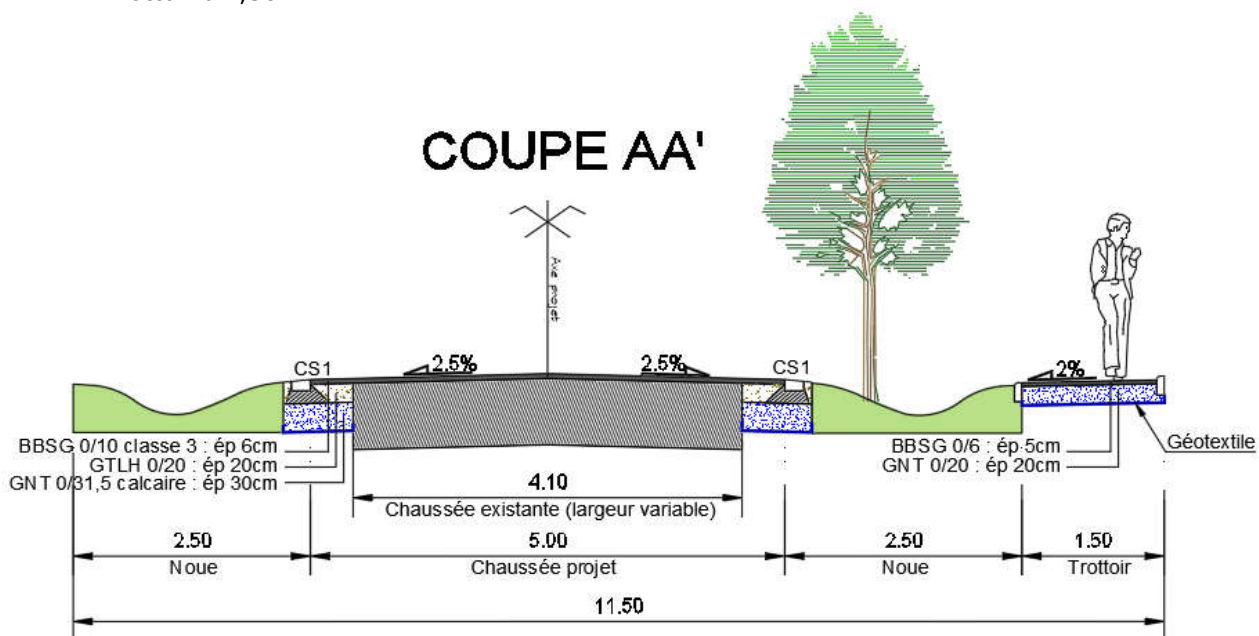 COUPE AA'
Axe projet
CS1
2.5%
2.5%
CS1
2%
BBSG 0/10 classe 3 : ép 6cm
GTLH 0/20 : ép 20cm
GNT 0/31,5 calcaire : ép 30cm
BBSG 0/6 : ép 5cm
GNT 0/20 : ép 20cm
Géotextile
4.10
Chaussée existante (largeur variable)
2.50
Noue
5.00
Chaussée projet
2.50
Noue
1.50
Trottoir
11.50